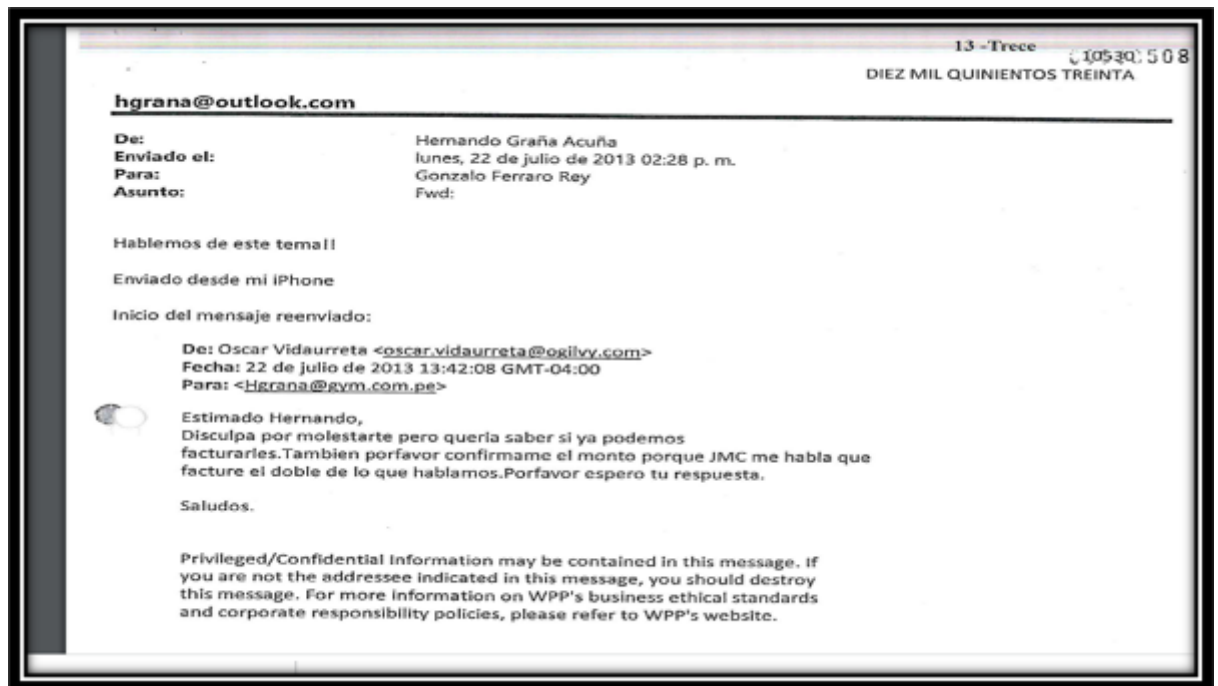 13 -Trece
10530 508
DIEZ MIL QUINIENTOS TREINTA
hgrana@outlook.com
De: Hernando Graña Acuña
Enviado el: lunes, 22 de julio de 2013 02:28 p. m.
Para: Gonzalo Ferraro Rey
Asunto: Fwd:
Hablemos de este tema!!
Enviado desde mi iPhone
Inicio del mensaje reenviado:
De: Oscar Vidaurreta <oscar.vidaurreta@ogilvy.com>
Fecha: 22 de julio de 2013 13:42:08 GMT-04:00
Para: <Hgrana@gym.com.pe>
Estimado Hernando,
Disculpa por molestarte pero queria saber si ya podemos
facturarles.Tambien porfavor confirmame el monto porque JMC me habla que
facture el doble de lo que hablamos.Porfavor espero tu respuesta.
Saludos.
Privileged/Confidential Information may be contained in this message. If
you are not the addressee indicated in this message, you should destroy
this message. For more information on WPP's business ethical standards
and corporate responsibility policies, please refer to WPP's website.